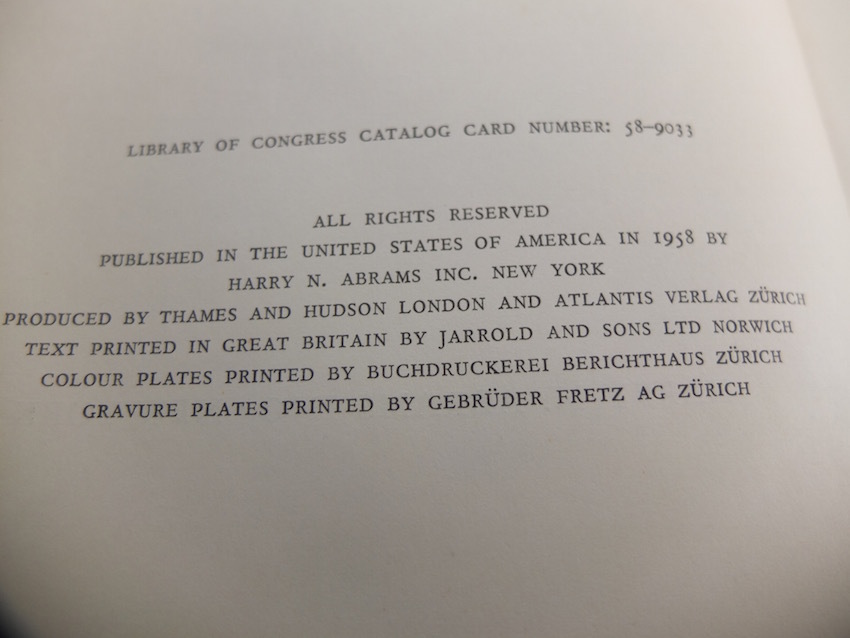 LIBRARY OF CONGRESS CATALOG CARD NUMBER: 58–9033
ALL RIGHTS RESERVED
PUBLISHED IN THE UNITED STATES OF AMERICA IN 1958 BY
HARRY N. ABRAMS INC. NEW YORK
PRODUCED BY THAMES AND HUDSON LONDON AND ATLANTIS VERLAG ZÜRICH
TEXT PRINTED IN GREAT BRITAIN BY JARROLD AND SONS LTD NORWICH
COLOUR PLATES PRINTED BY BUCHDRUCKEREI BERICHTHAUS ZÜRICH
GRAVURE PLATES PRINTED BY GEBRÜDER FRETZ AG ZÜRICH